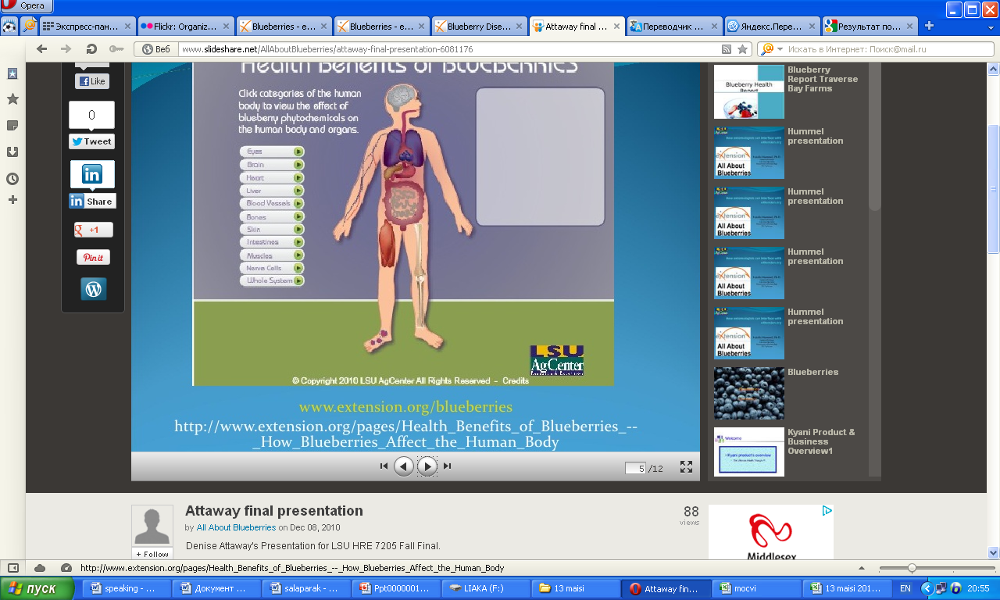 Opera
Экспресс-пан...
Flickr: Organiz...
Blueberries - e...
Blueberries - e...
Blueberry Dise...
Attaway final ...
Переводчик ...
Яндекс.Пере...
Результат по...
Веб
www.slideshare.net/AllAboutBlueberries/attaway-final-presentation-6081176
Искать в Интернет: Поиск@mail.ru
Like
0
Tweet
in
in Share
+1
Pin it
Health Benefits of Blueberries
Click categories of the human
body to view the effect of
blueberry phytochemicals on
the human body and organs.
Eyes
Brain
Heart
Liver
Blood Vessels
Bones
Skin
Intestines
Muscles
Nerve Cells
Whole System
LSU
AgCenter
© Copyright 2010 LSU AgCenter All Rights Reserved - Credits
www.extension.org/blueberries
http://www.extension.org/pages/Health_Benefits_of_Blueberries_--
_How_Blueberries_Affect_the_Human_Body
5 /12
Blueberry Health
Report
Blueberry
Report Traverse
Bay Farms
eXtension
All About
Blueberries
Hummel
presentation
eXtension
All About
Blueberries
Hummel
presentation
eXtension
All About
Blueberries
Hummel
presentation
eXtension
All About
Blueberries
Hummel
presentation
Blueberries
Welcome
Kyani product's overview
Kyani Product &
Business
Overview1
Attaway final presentation
by All About Blueberries on Dec 08, 2010
Denise Attaway's Presentation for LSU HRE 7205 Fall Final.
+ Follow
88
views
Middlesex
http://www.extension.org/pages/Health_Benefits_of_Blueberries_--_How_Blueberries_Affect_the_Human_Body
пуск
speaking - ...
Документ ...
salaparak - ...
Ppt0000001...
LIAKA (F:)
13 maisi
Attaway fin...
mocvi
13 maisi 201...
EN
20:55